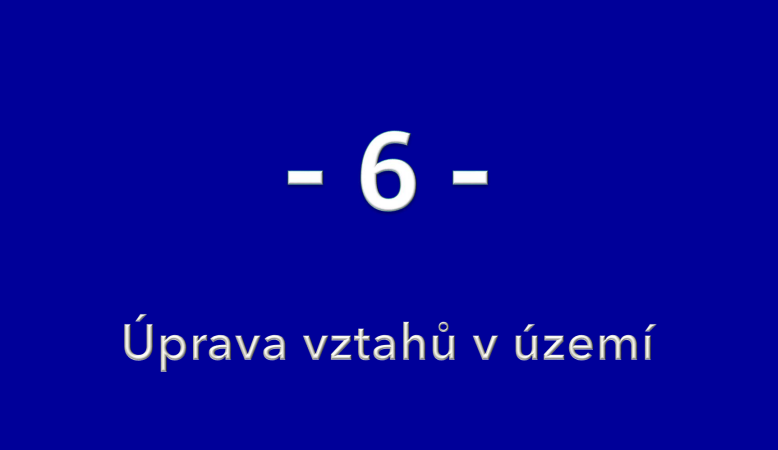 - 6 -
Úprava vztahů v území